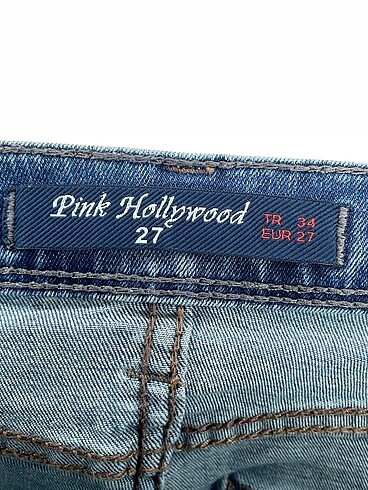 Pink Hollywood
27
TR 34
EUR 27